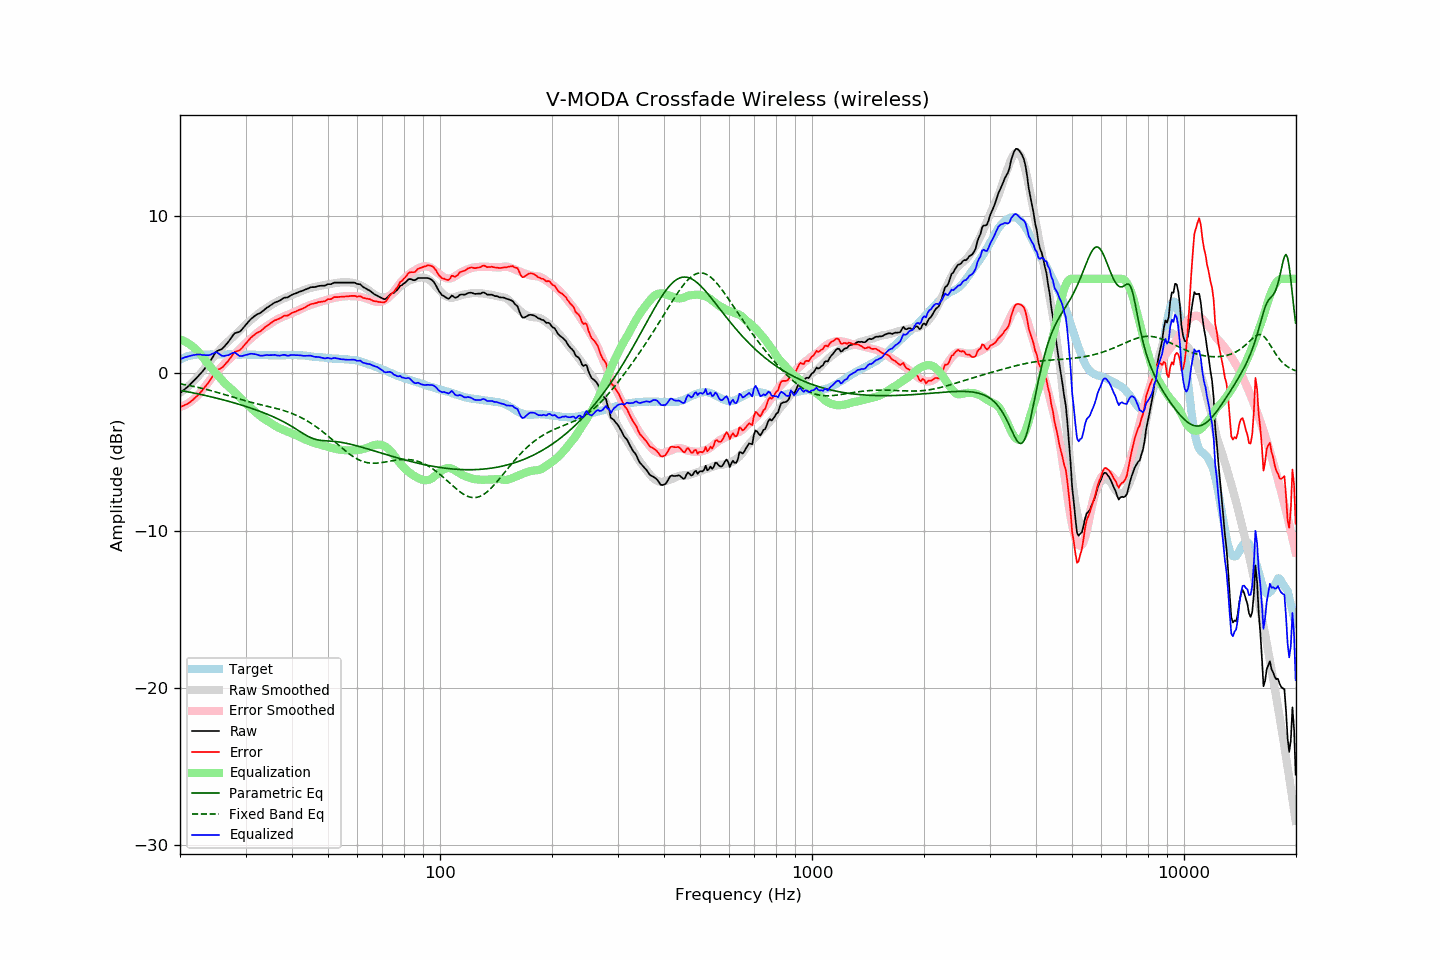 V-MODA Crossfade Wireless (wireless)
10
0
−10
−20
−30
Amplitude (dBr)
Target
Raw Smoothed
Error Smoothed
Raw
Error
Equalization
Parametric Eq
Fixed Band Eq
Equalized
100
1000
10000
Frequency (Hz)